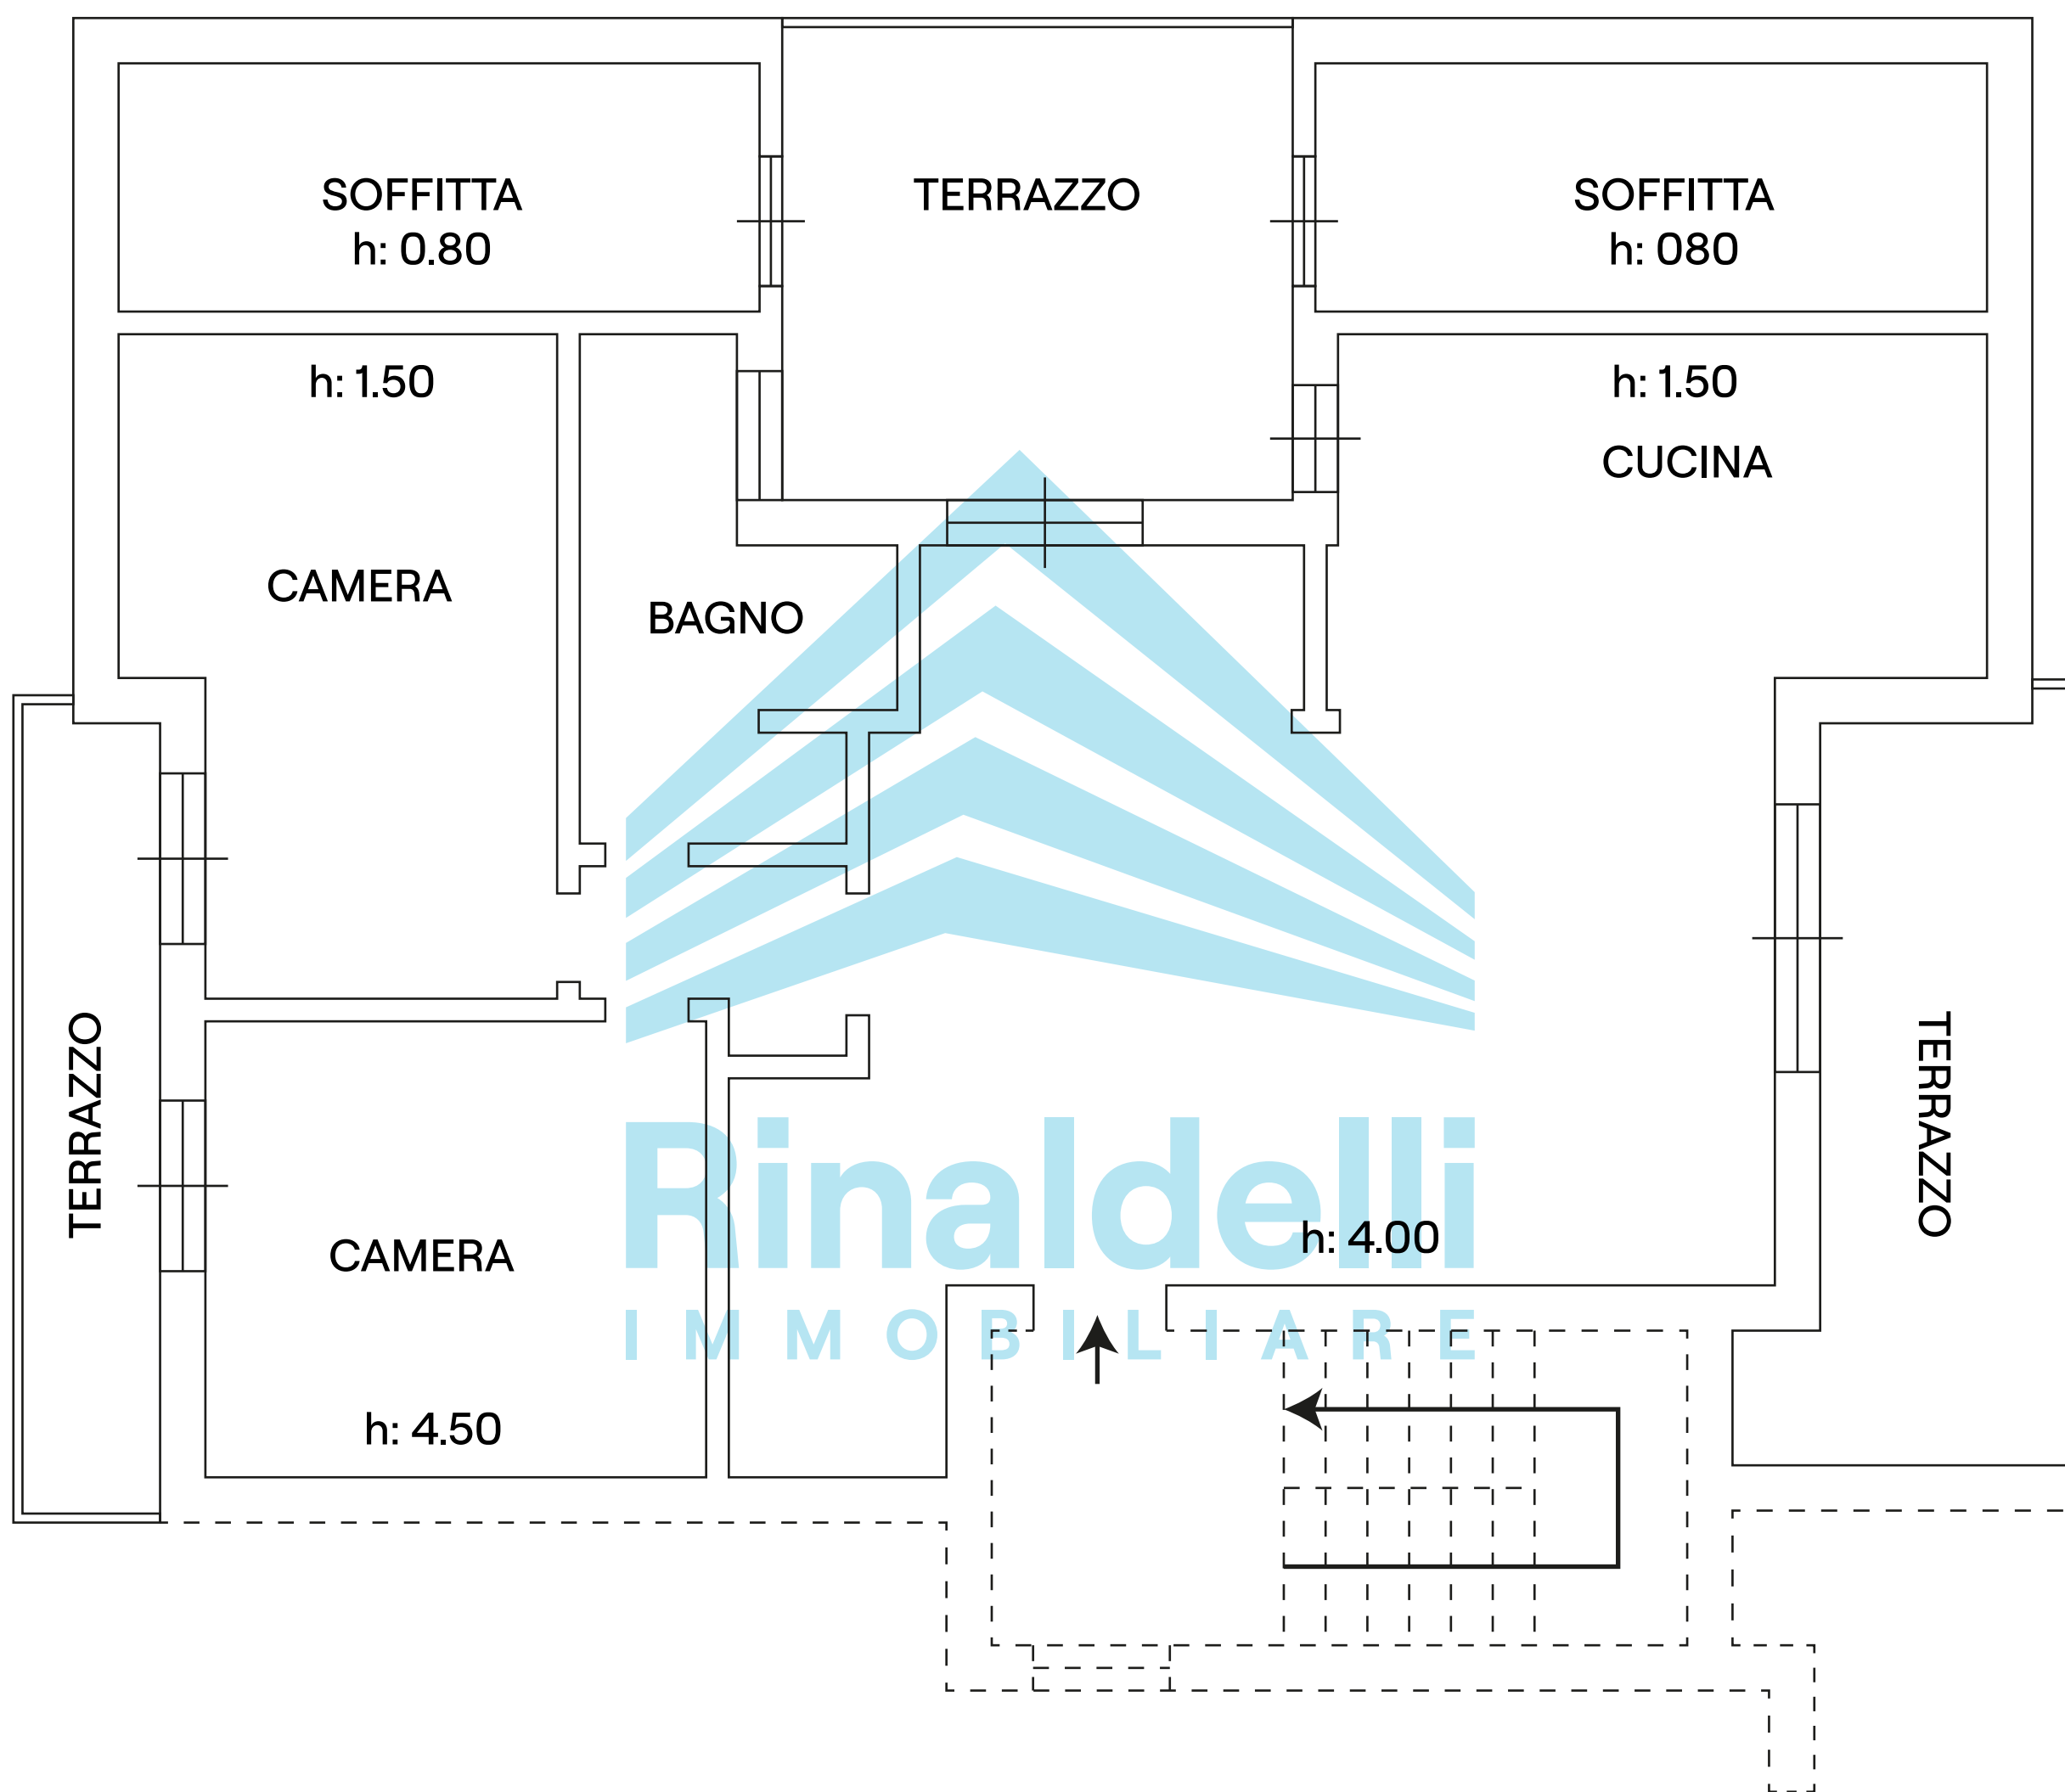 SOFFITTA
h: 0.80
TERRAZZO
SOFFITTA
h: 080
h: 1.50
h: 1.50
CUCINA
CAMERA
BAGNO
TERRAZZO
TERRAZZO
Rinaldelli
IMMOBILIARE
h: 4.00
CAMERA
h: 4.50